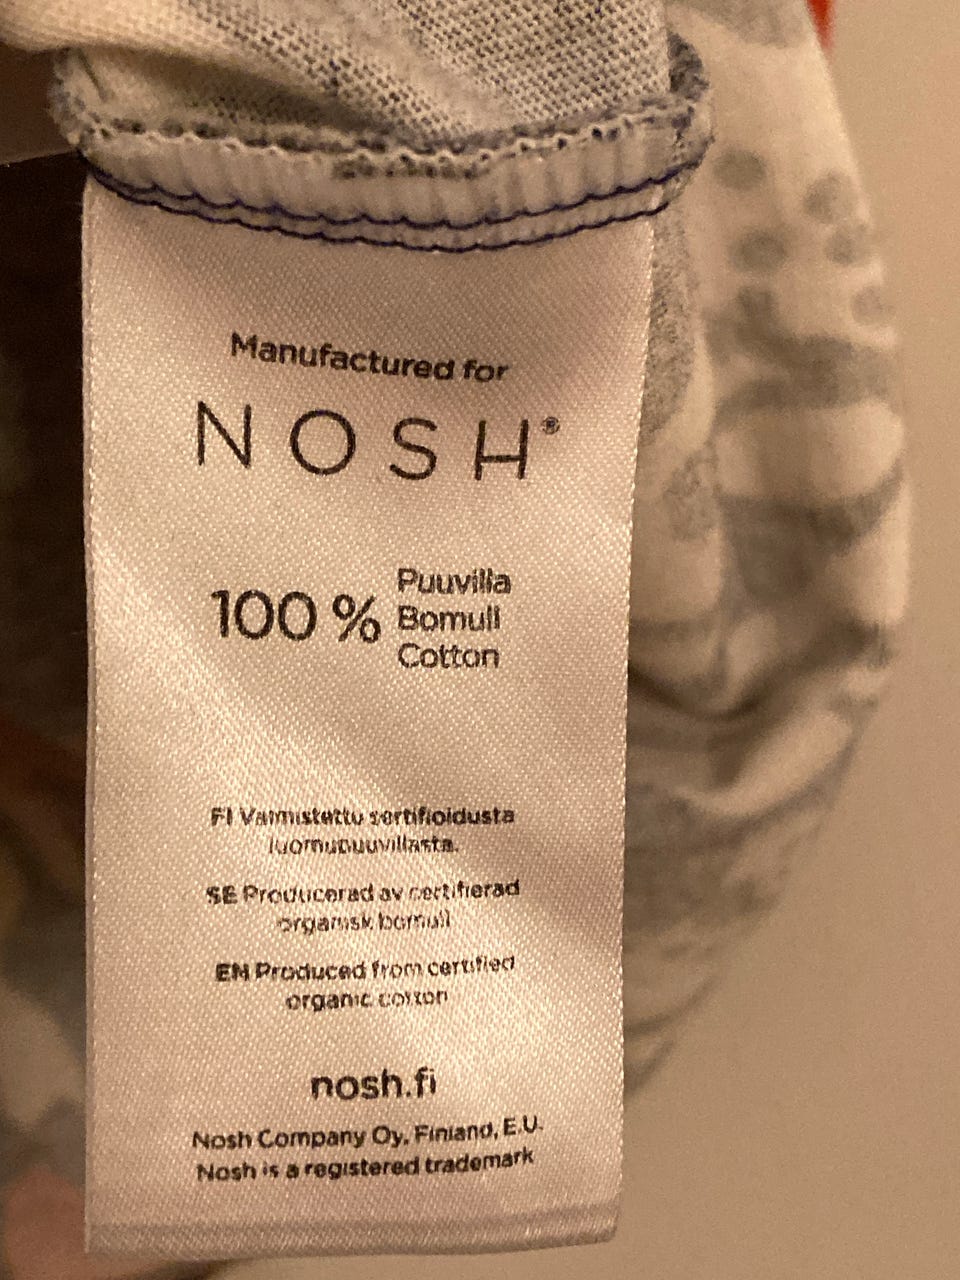 Manufactured for
NOSH®
100 % Puuvilla
Bomull
Cotton
FI Valmistettu sertifioidusta
luomupuuvillasta.
SE Producerad av certifierad
organisk bomull
EN Produced from certified
organic cotton
nosh.fi
Nosh Company Oy, Finland, E.U.
Nosh is a registered trademark